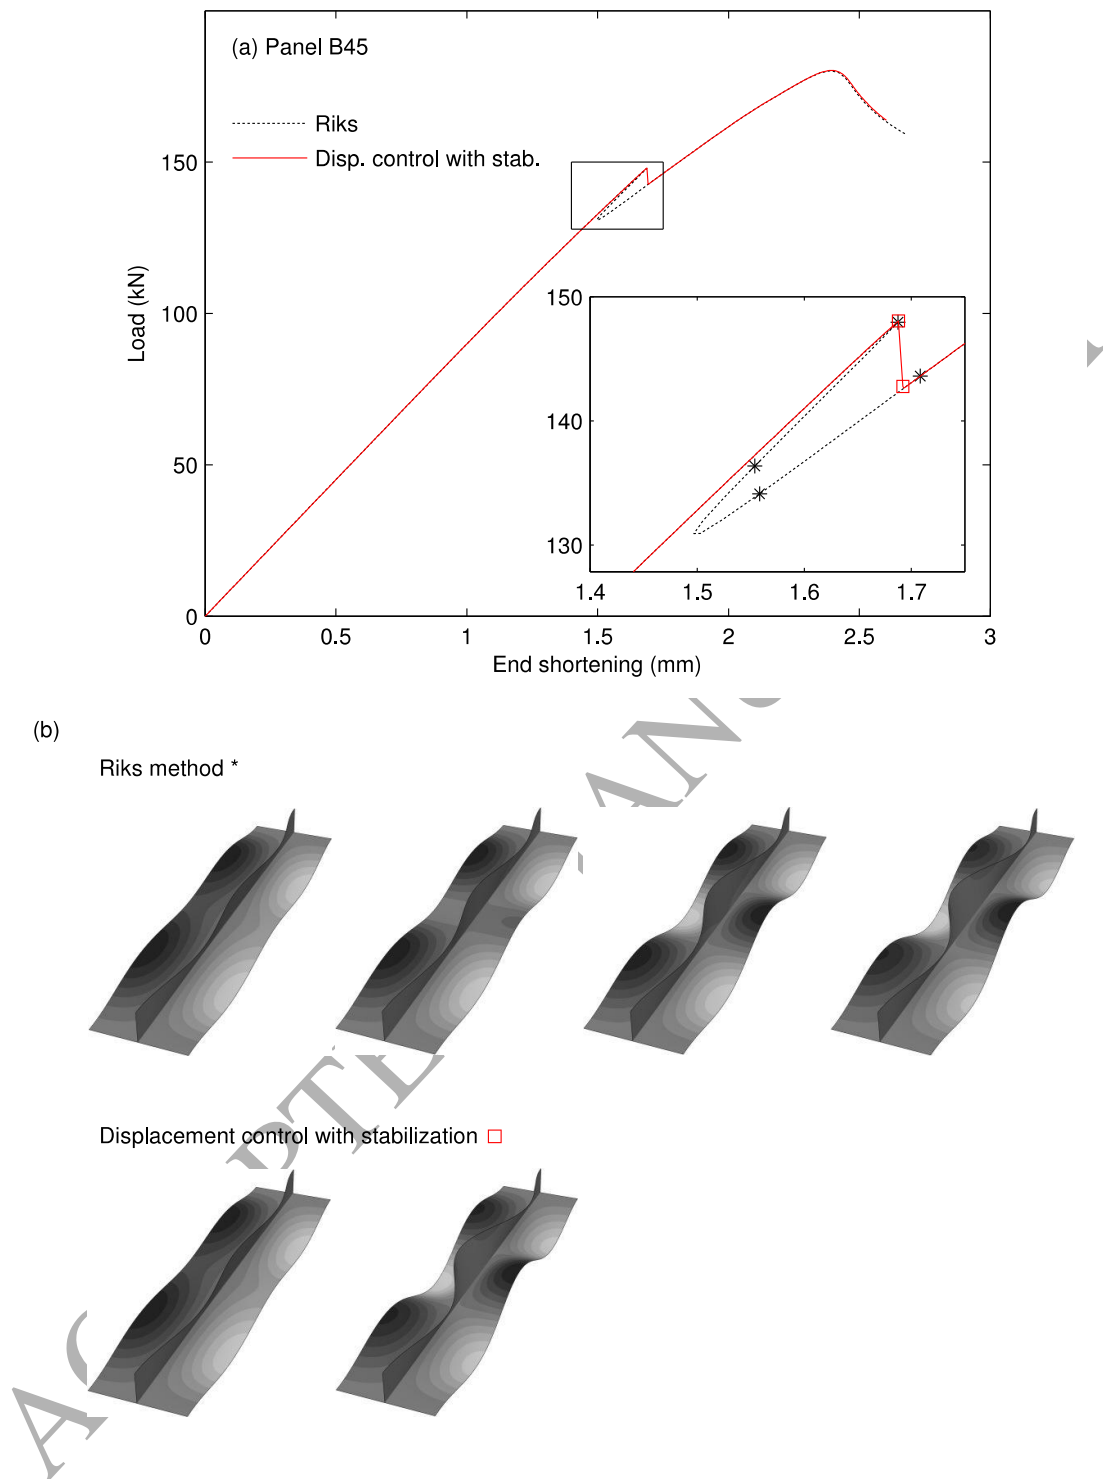 (a) Panel B45
Riks
Disp. control with stab.
150
100
50
0
Load (kN)
150
140
130
1.4
1.5
1.6
1.7
0
0.5
1
1.5
2
2.5
3
End shortening (mm)
(b)
Riks method *
Displacement control with stabilization